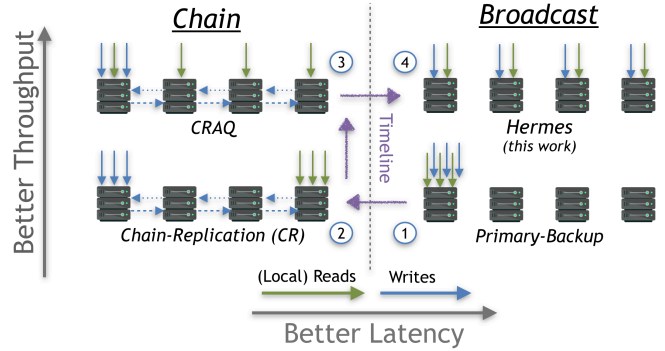 Chain
Broadcast
3
4
CRAQ
Hermes
(this work)
Better Throughput
Timeline
Chain-Replication (CR)
2
1
Primary-Backup
(Local) Reads
Writes
Better Latency